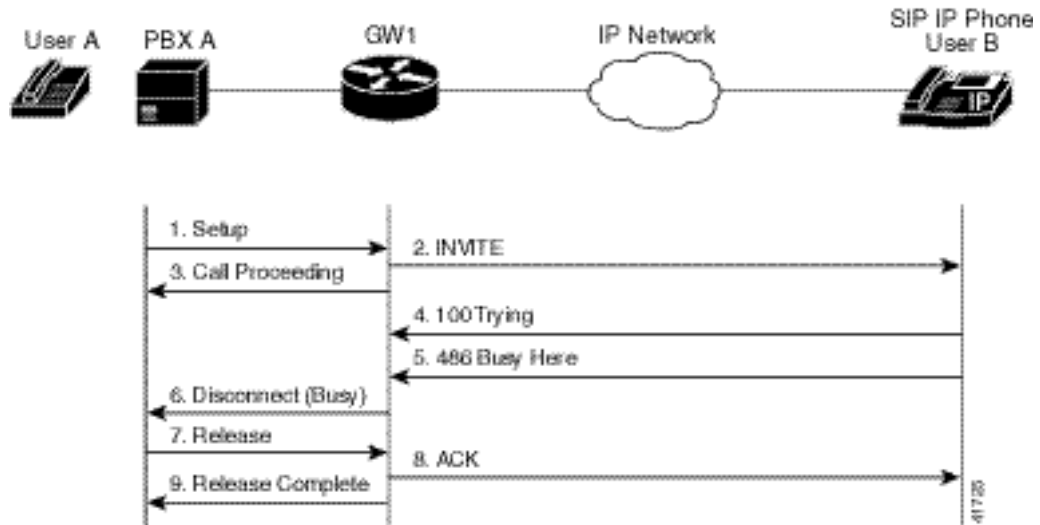 User A
PBX A
GW1
IP Network
SIP IP Phone
User B
IP
1. Setup
2. INVITE
3. Call Proceeding
4. 100 Trying
5. 486 Busy Here
6. Disconnect (Busy)
7. Release
8. ACK
9. Release Complete